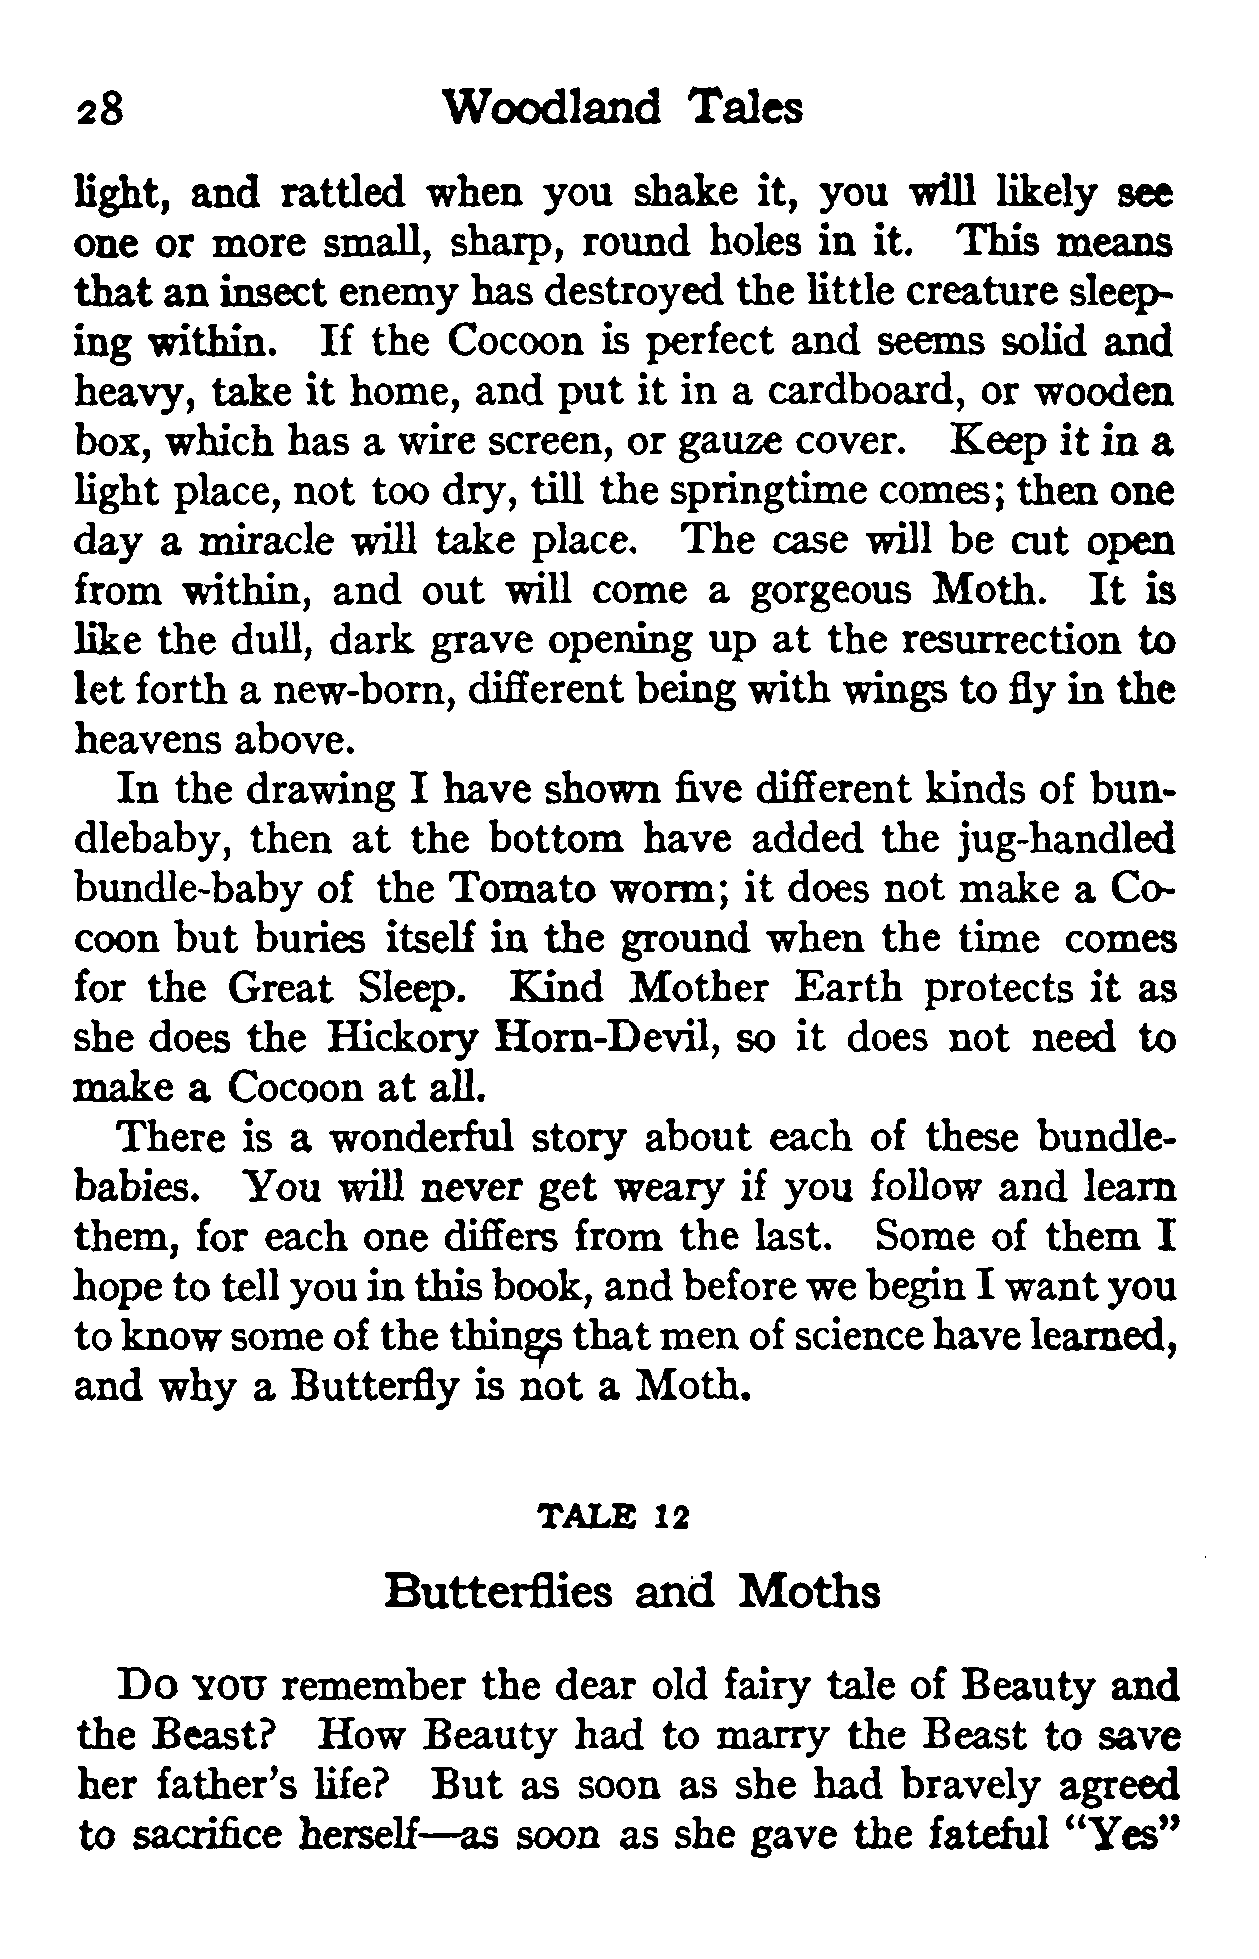 28 Woodland Tales
light, and rattled when you shake it, you will likely see
one or more small, sharp, round holes in it. This means
that an insect enemy has destroyed the little creature sleep-
ing within. If the Cocoon is perfect and seems solid and
heavy, take it home, and put it in a cardboard, or wooden
box, which has a wire screen, or gauze cover. Keep it in a
light place, not too dry, till the springtime comes; then one
day a miracle will take place. The case will be cut open
from within, and out will come a gorgeous Moth. It is
like the dull, dark grave opening up at the resurrection to
let forth a new-born, different being with wings to fly in the
heavens above.
In the drawing I have shown five different kinds of bun-
dlebaby, then at the bottom have added the jug-handled
bundle-baby of the Tomato worm; it does not make a Co-
coon but buries itself in the ground when the time comes
for the Great Sleep. Kind Mother Earth protects it as
she does the Hickory Horn-Devil, so it does not need to
make a Cocoon at all.
There is a wonderful story about each of these bundle-
babies. You will never get weary if you follow and learn
them, for each one differs from the last. Some of them I
hope to tell you in this book, and before we begin I want you
to know some of the things that men of science have learned,
and why a Butterfly is not a Moth.
TALE 12
Butterflies and Moths
Do YOU remember the dear old fairy tale of Beauty and
the Beast? How Beauty had to marry the Beast to save
her father's life? But as soon as she had bravely agreed
to sacrifice herself—as soon as she gave the fateful “Yes”